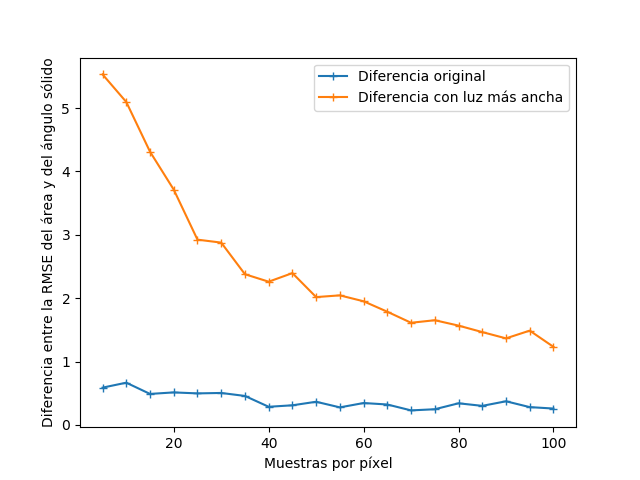 Diferencia original
Diferencia con luz más ancha
Diferencia entre la RMSE del área y del ángulo sólido
5
4
3
2
1
0
20 40 60 80 100
Muestras por píxel